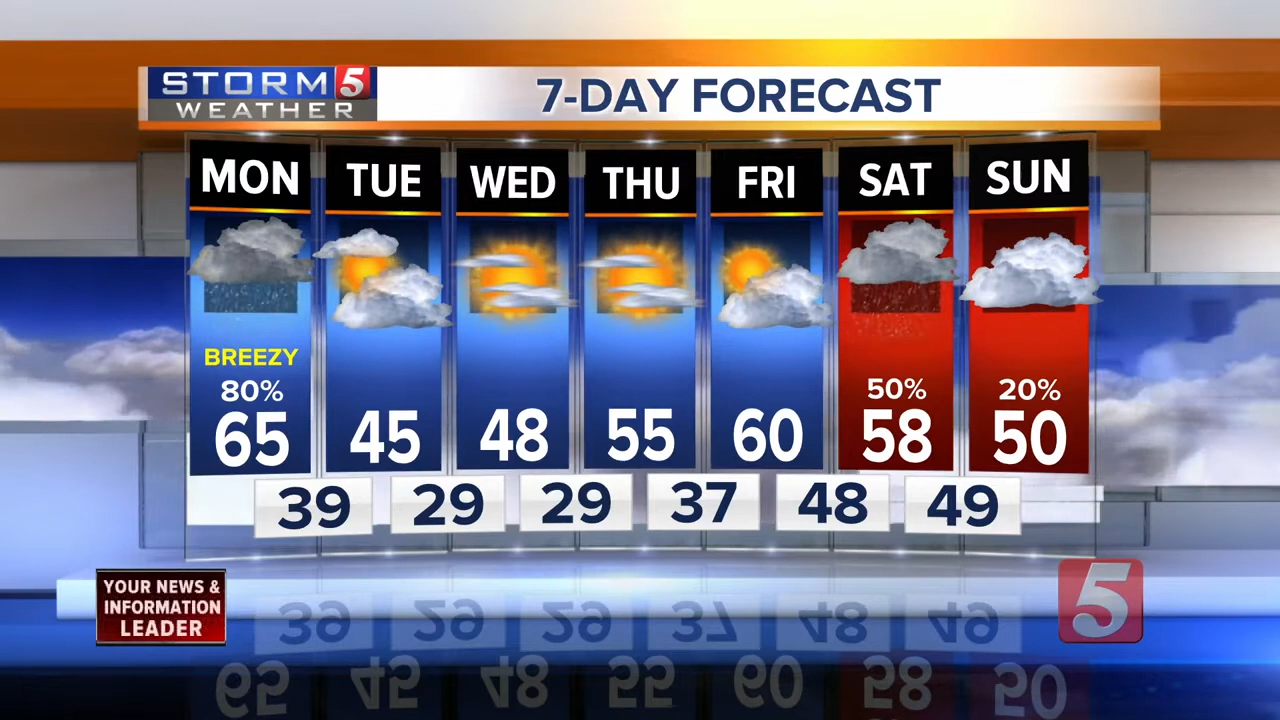 STORM 5
WEATHER
7-DAY FORECAST
MON TUE WED THU FRI SAT SUN
BREEZY
80% 50% 20%
65 45 48 55 60 58 50
39 29 29 37 48 49
YOUR NEWS &
INFORMATION
LEADER
5